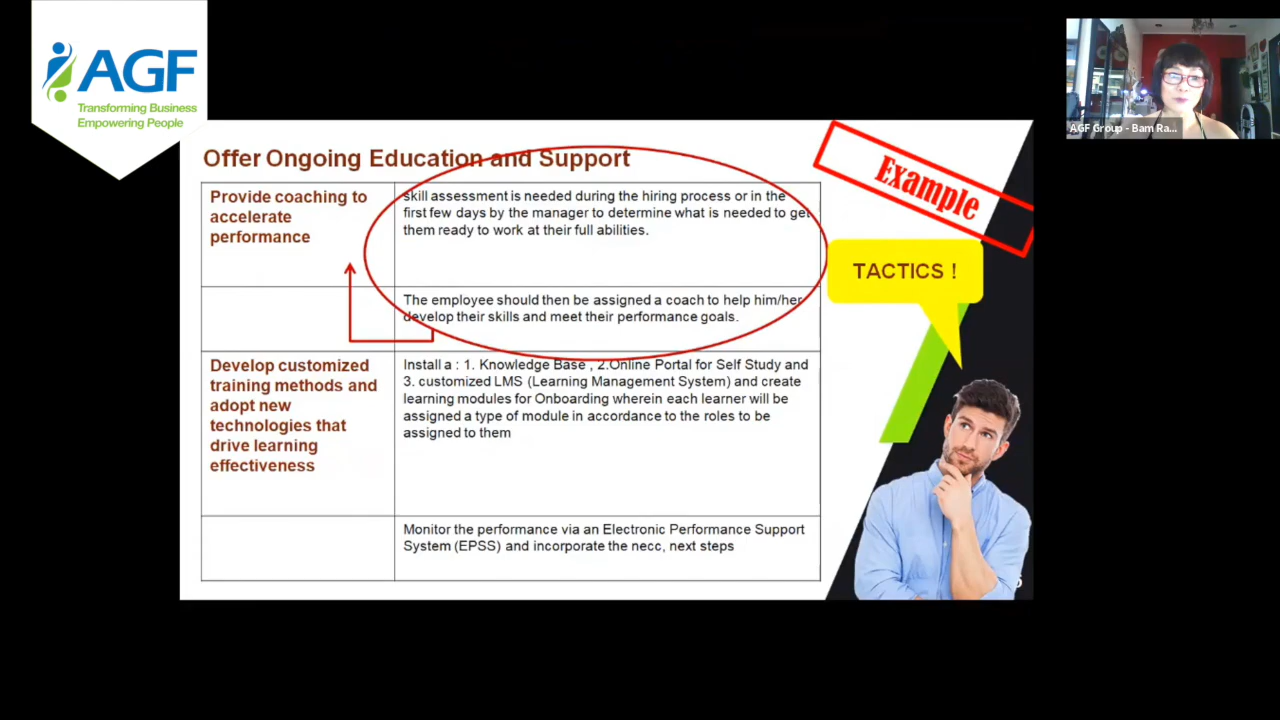 AGF
Transforming Business
Empowering People
AGF Group - Bam Ra...
Offer Ongoing Education and Support
Example
TACTICS !
Provide coaching to
accelerate
performance
skill assessment is needed during the hiring process or in the
first few days by the manager to determine what is needed to get
them ready to work at their full abilities.
The employee should then be assigned a coach to help him/her
develop their skills and meet their performance goals.
Develop customized
training methods and
adopt new
technologies that
drive learning
effectiveness
Install a : 1. Knowledge Base , 2.Online Portal for Self Study and
3. customized LMS (Learning Management System) and create
learning modules for Onboarding wherein each learner will be
assigned a type of module in accordance to the roles to be
assigned to them
Monitor the performance via an Electronic Performance Support
System (EPSS) and incorporate the necc, next steps